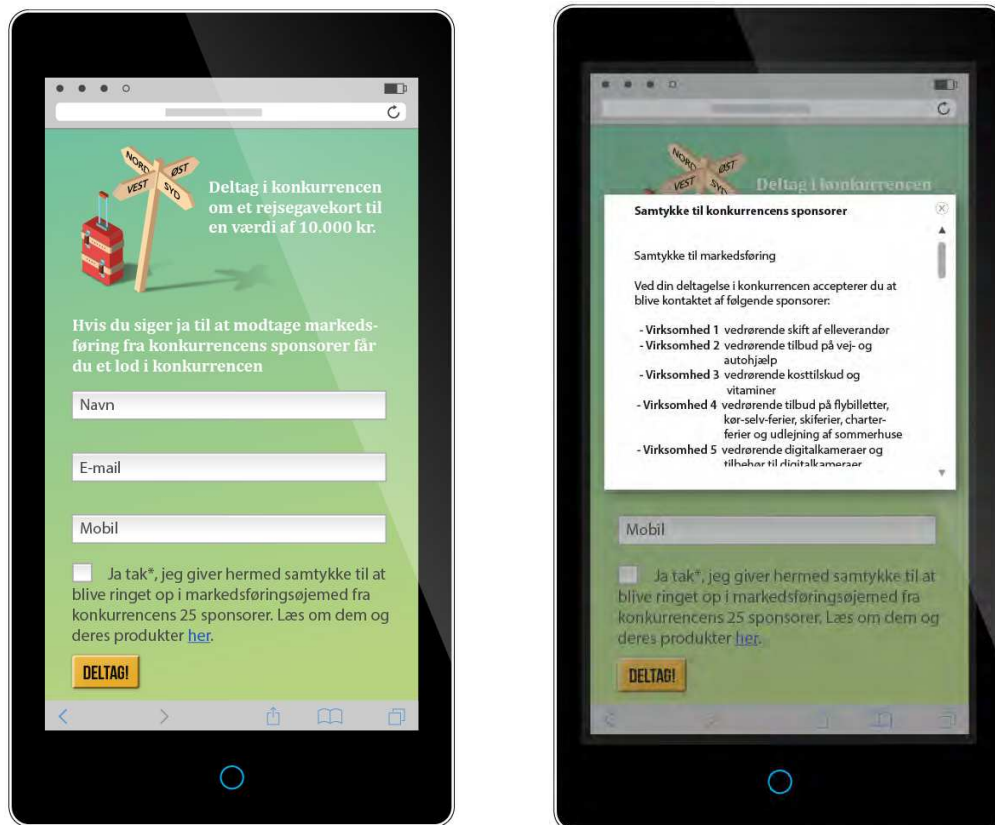 NORD
ØST
VEST
SYD
Deltag i konkurrencen
om et rejsegavekort til
en værdi af 10.000 kr.
Hvis du siger ja til at modtage markeds-
føring fra konkurrencens sponsorer får
du et lod i konkurrencen
Navn
E-mail
Mobil
Ja tak*, jeg giver hermed samtykke til at
blive ringet op i markedsføringsøjemed fra
konkurrencens 25 sponsorer. Læs om dem og
deres produkter her.
DELTAG!
NORD
ØST
VEST
SYD
Deltag i konkurrencen
Samtykke til konkurrencens sponsorer
Samtykke til markedsføring
Ved din deltagelse i konkurrencen accepterer du at
blive kontaktet af følgende sponsorer:
- Virksomhed 1 vedrørende skift af elleverandør
- Virksomhed 2 vedrørende tilbud på vej- og
autohjælp
- Virksomhed 3 vedrørende kosttilskud og
vitaminer
- Virksomhed 4 vedrørende tilbud på flybilletter,
kør-selv-ferier, skiferier, charter-
ferier og udlejning af sommerhuse
- Virksomhed 5 vedrørende digitalkameraer og
tilbehør til digitalkameraer
Mobil
Ja tak*, jeg giver hermed samtykke til at
blive ringet op i markedsføringsøjemed fra
konkurrencens 25 sponsorer. Læs om dem og
deres produkter her.
DELTAG!